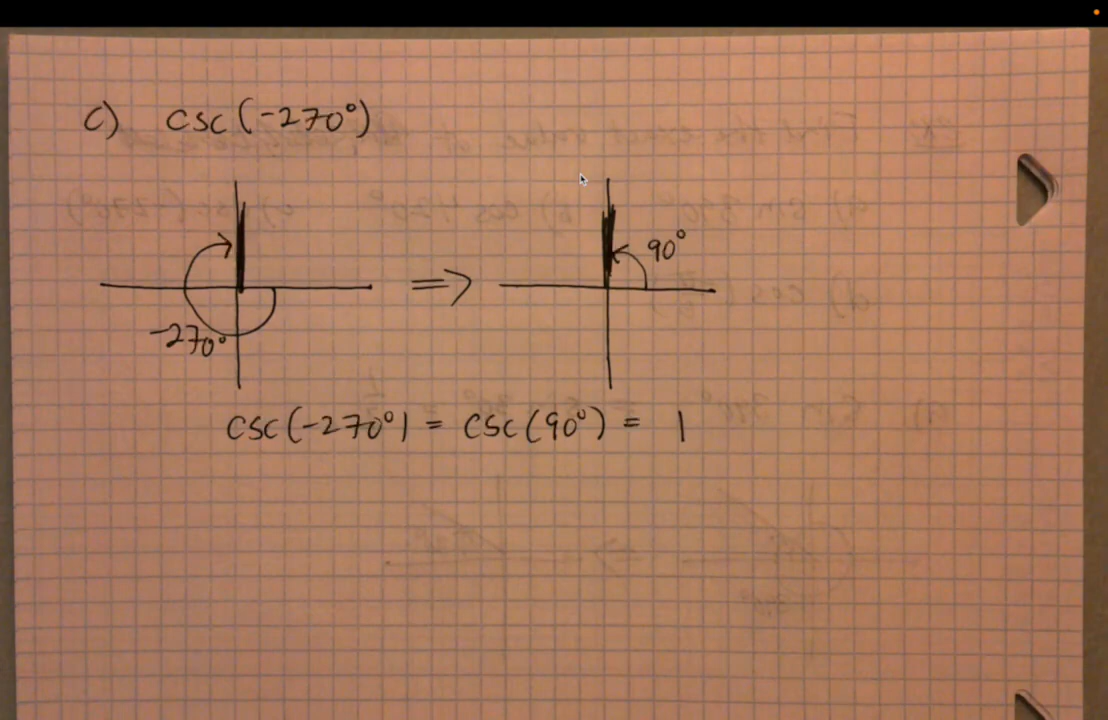 c) csc(-270°)
90°
-270°
csc(-270°) = csc(90°) = 1